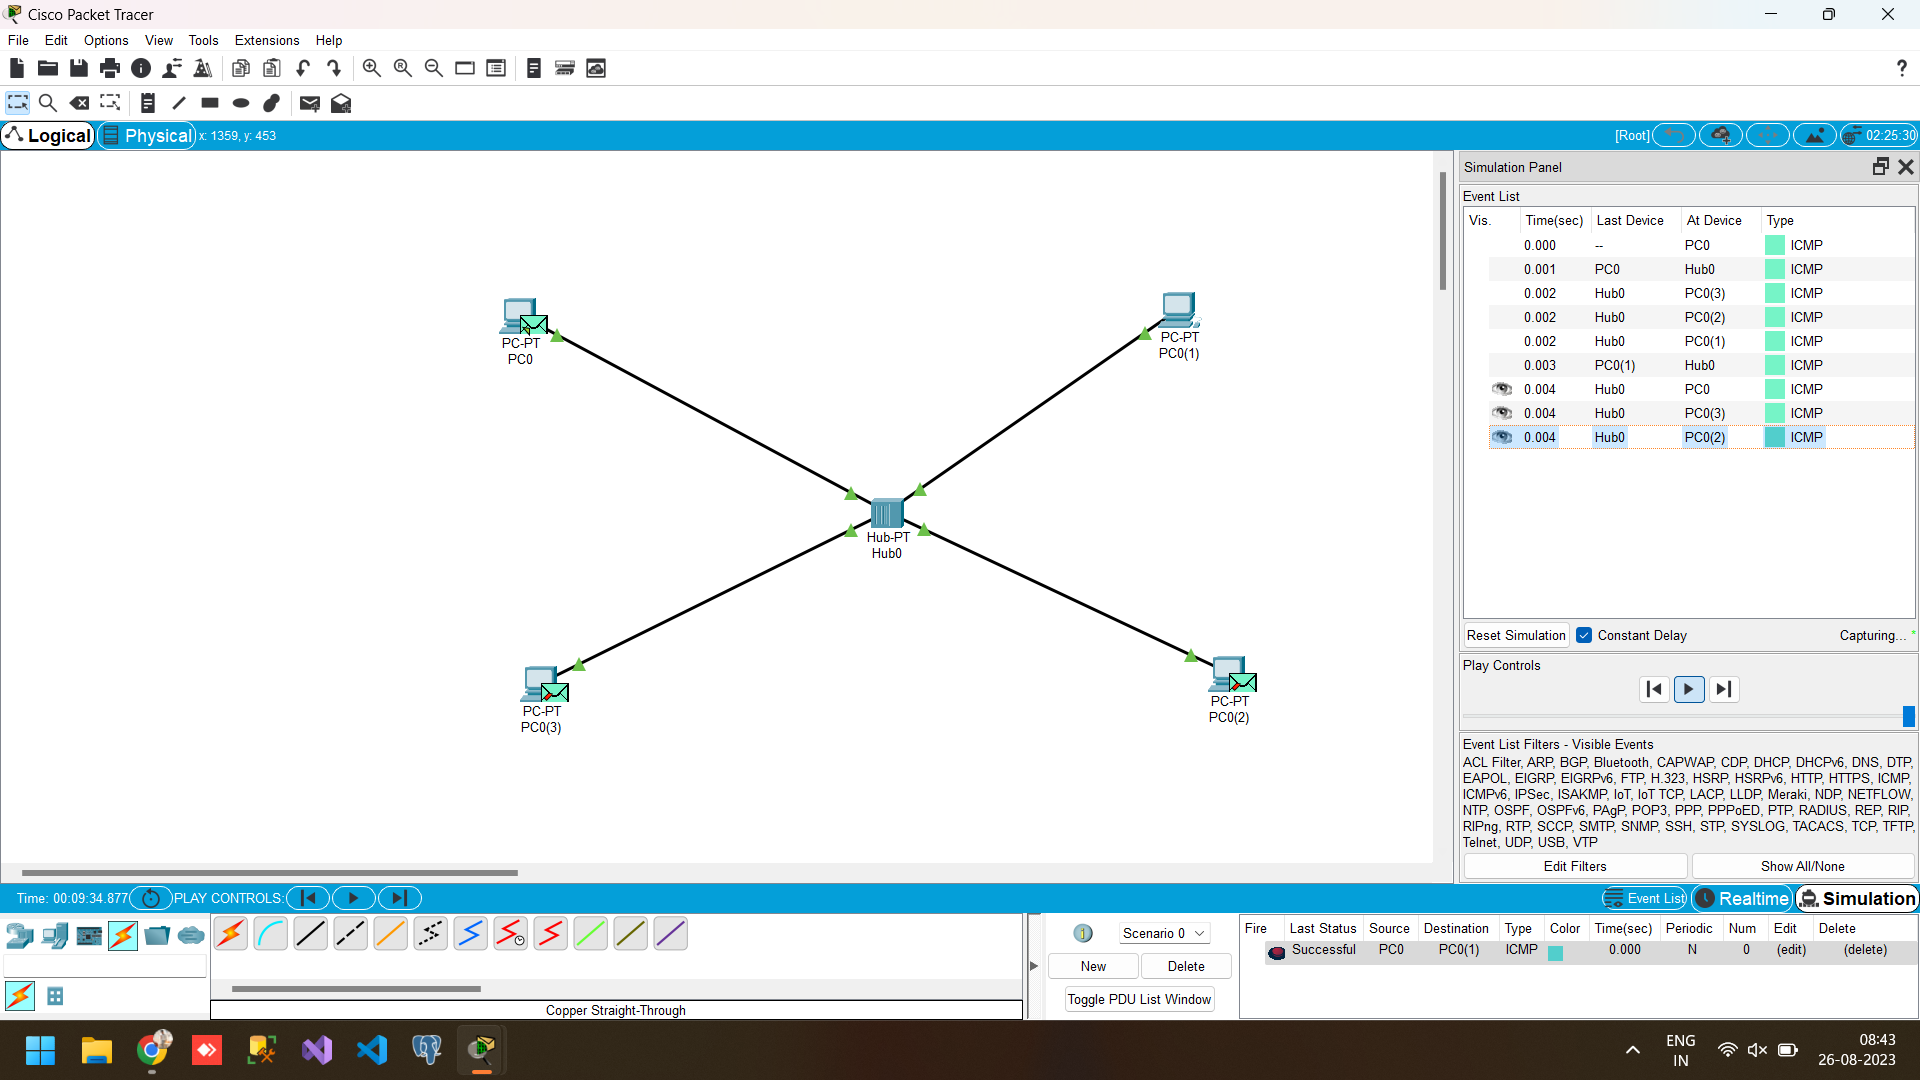 Cisco Packet Tracer
File Edit Options View Tools Extensions Help
?
Logical Physical x: 1359, y: 453 [Root] 02:25:30
Simulation Panel
Event List
Vis. Time(sec) Last Device At Device Type
0.000 -- PC0 ICMP
0.001 PC0 Hub0 ICMP
0.002 Hub0 PC0(3) ICMP
0.002 Hub0 PC0(2) ICMP
0.002 Hub0 PC0(1) ICMP
0.003 PC0(1) Hub0 ICMP
0.004 Hub0 PC0 ICMP
0.004 Hub0 PC0(3) ICMP
0.004 Hub0 PC0(2) ICMP
PC-PT
PC0
PC-PT
PC0(1)
Hub-PT
Hub0
PC-PT
PC0(3)
PC-PT
PC0(2)
Reset Simulation Constant Delay Capturing... *
Play Controls
Event List Filters - Visible Events
ACL Filter, ARP, BGP, Bluetooth, CAPWAP, CDP, DHCP, DHCPv6, DNS, DTP,
EAPOL, EIGRP, EIGRPv6, FTP, H.323, HSRP, HSRPv6, HTTP, HTTPS, ICMP,
ICMPv6, IPSec, ISAKMP, IoT, IoT TCP, LACP, LLDP, Meraki, NDP, NETFLOW,
NTP, OSPF, OSPFv6, PAgP, POP3, PPP, PPPoED, PTP, RADIUS, REP, RIP,
RIPng, RTP, SCCP, SMTP, SNMP, SSH, STP, SYSLOG, TACACS, TCP, TFTP,
Telnet, UDP, USB, VTP
Edit Filters Show All/None
Time: 00:09:34.877 PLAY CONTROLS: Event List Realtime Simulation
Scenario 0
New Delete
Toggle PDU List Window
Fire Last Status Source Destination Type Color Time(sec) Periodic Num Edit Delete
Successful PC0 PC0(1) ICMP 0.000 N 0 (edit) (delete)
Copper Straight-Through
ENG
IN
08:43
26-08-2023